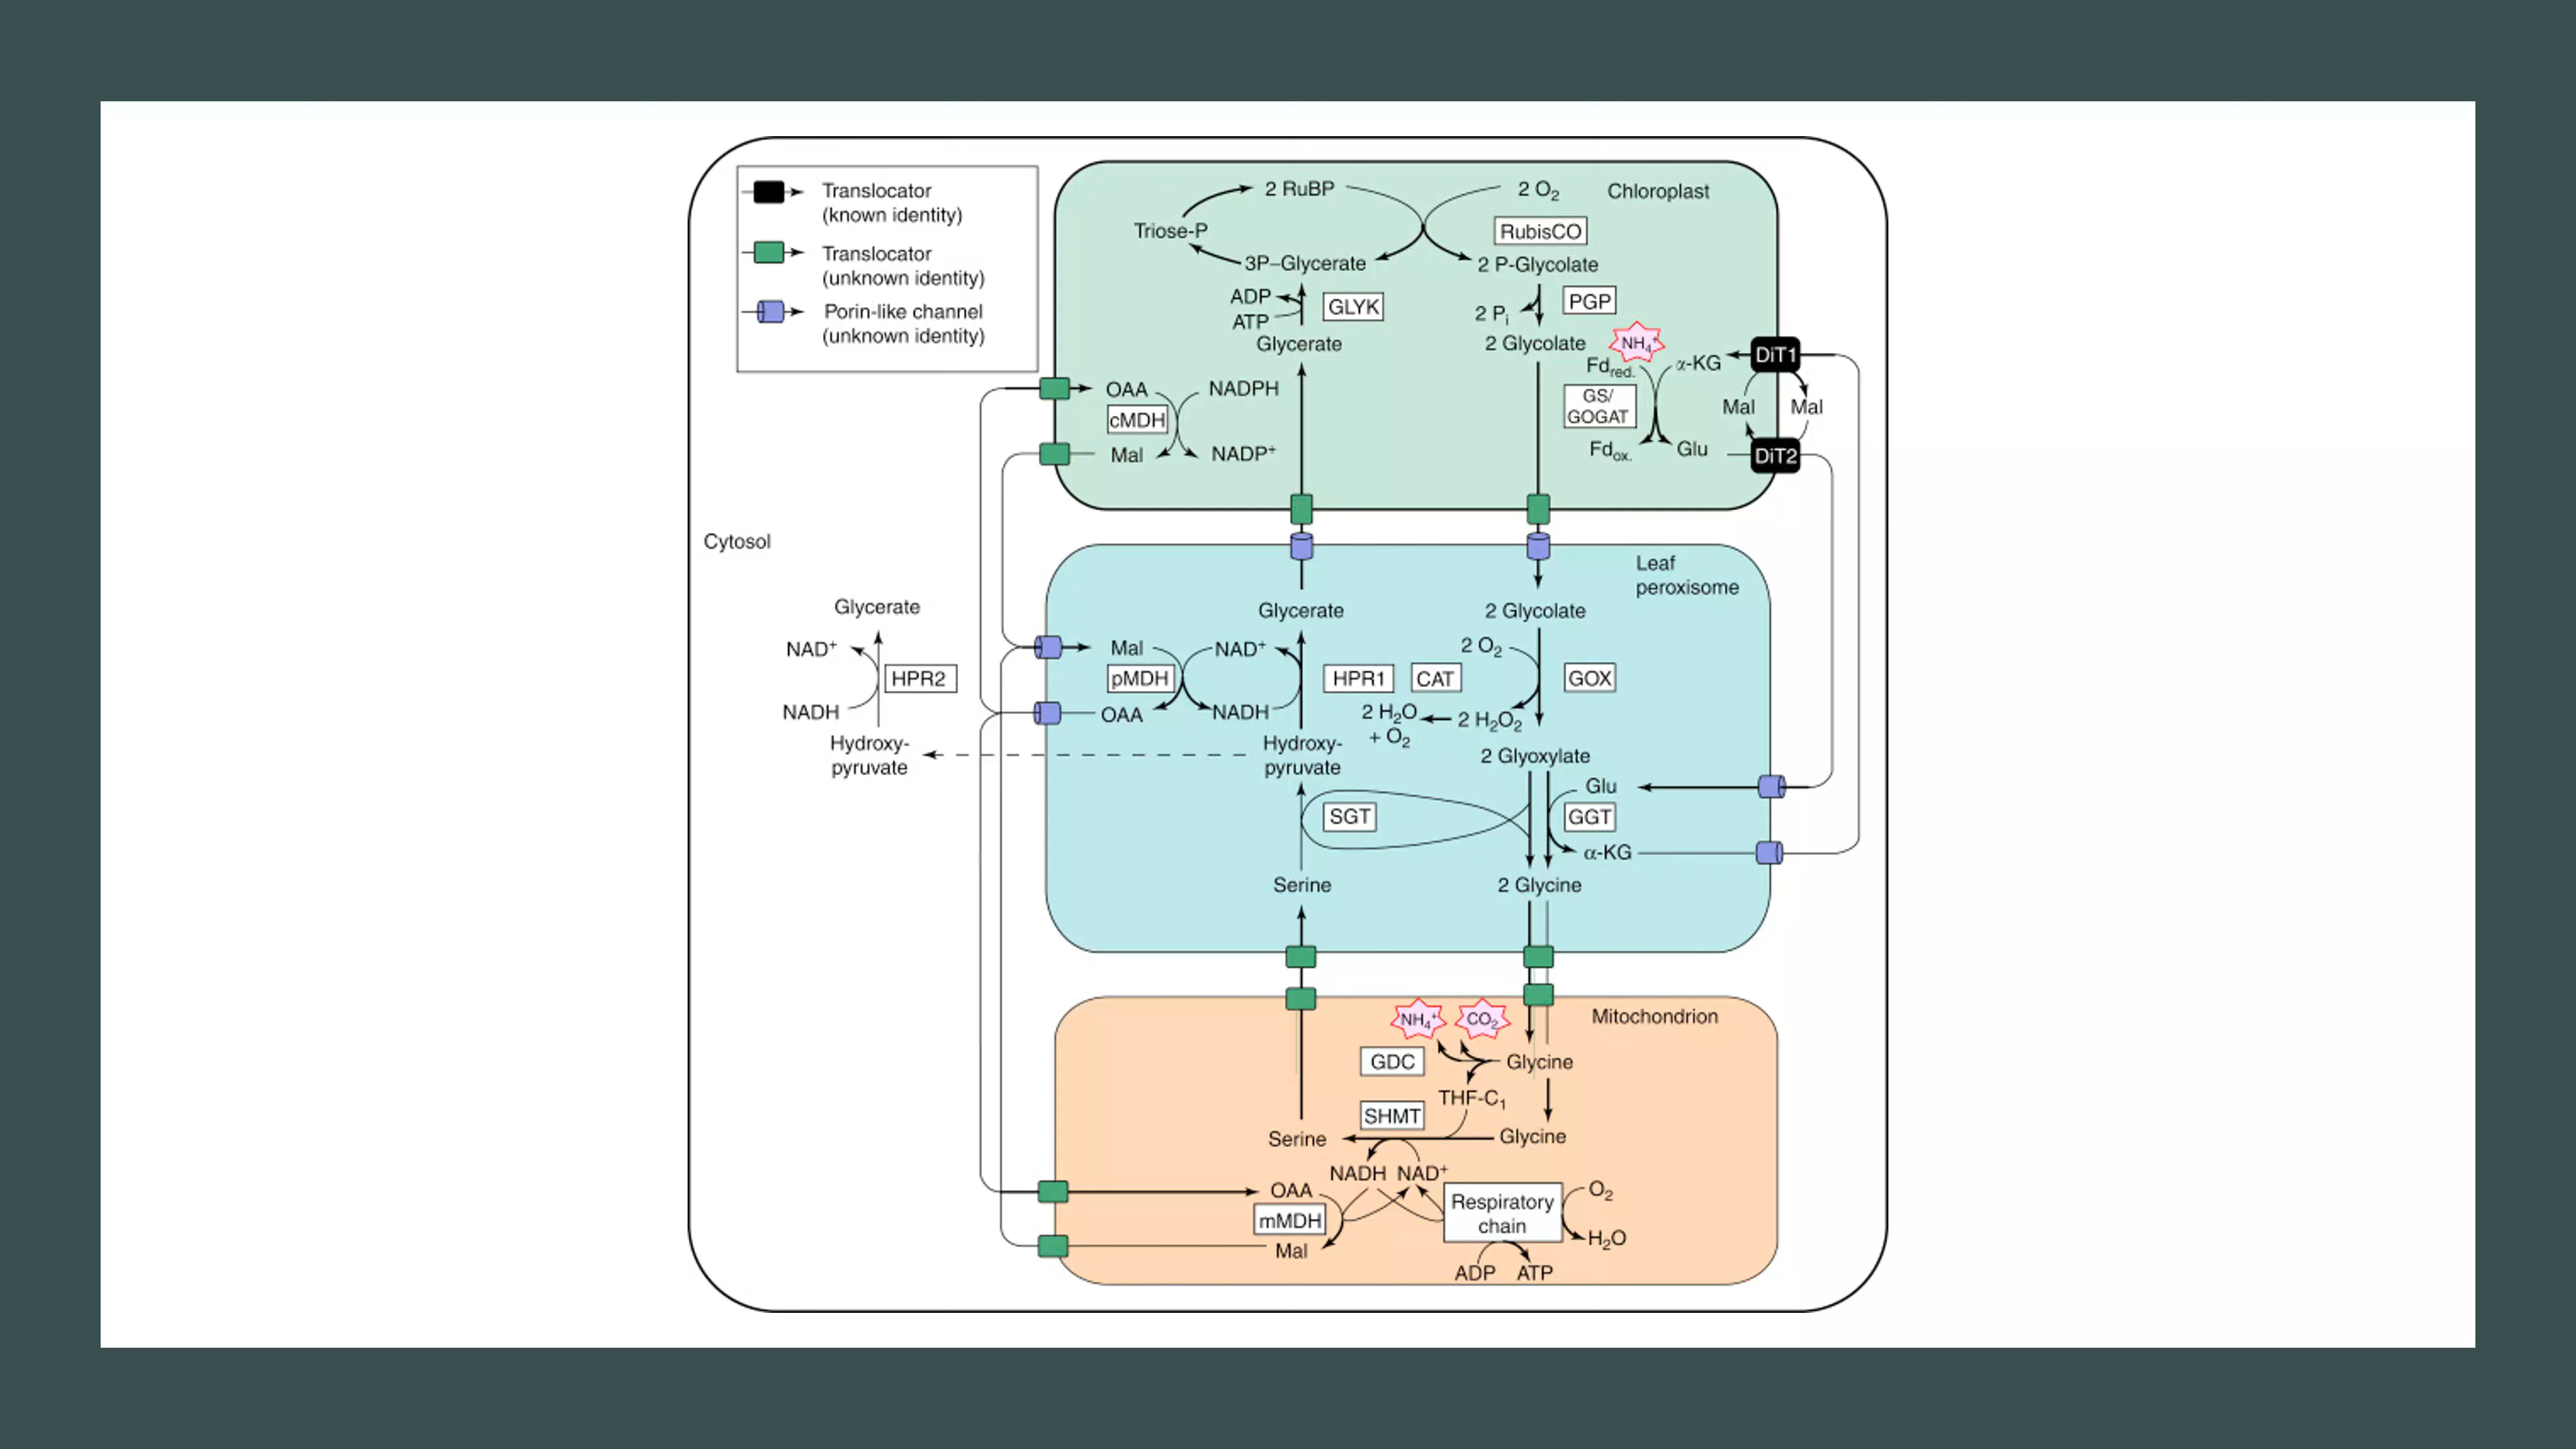 Translocator
(known identity)
Translocator
(unknown identity)
Porin-like channel
(unknown identity)
Cytosol
Chloroplast
2 RuBP
2 O₂
RubisCO
Triose-P
3P–Glycerate
2 P-Glycolate
ADP
ATP
GLYK
PGP
2 Pᵢ
Glycerate
2 Glycolate
NH₄⁺
Fd red.
α-KG
DiT1
GS/
GOGAT
Mal
Mal
Fd ox.
Glu
DiT2
OAA
NADPH
cMDH
Mal
NADP⁺
Leaf
peroxisome
Glycerate
2 Glycolate
Mal
NAD⁺
2 O₂
pMDH
HPR1
CAT
GOX
OAA
NADH
2 H₂O
+ O₂
2 H₂O₂
Hydroxy-
pyruvate
2 Glyoxylate
Glu
SGT
GGT
α-KG
Serine
2 Glycine
Glycerate
NAD⁺
HPR2
NADH
Hydroxy-
pyruvate
Mitochondrion
NH₄⁺
CO₂
GDC
Glycine
THF-C₁
SHMT
Serine
Glycine
NADH
NAD⁺
OAA
mMDH
Mal
Respiratory
chain
O₂
H₂O
ADP
ATP